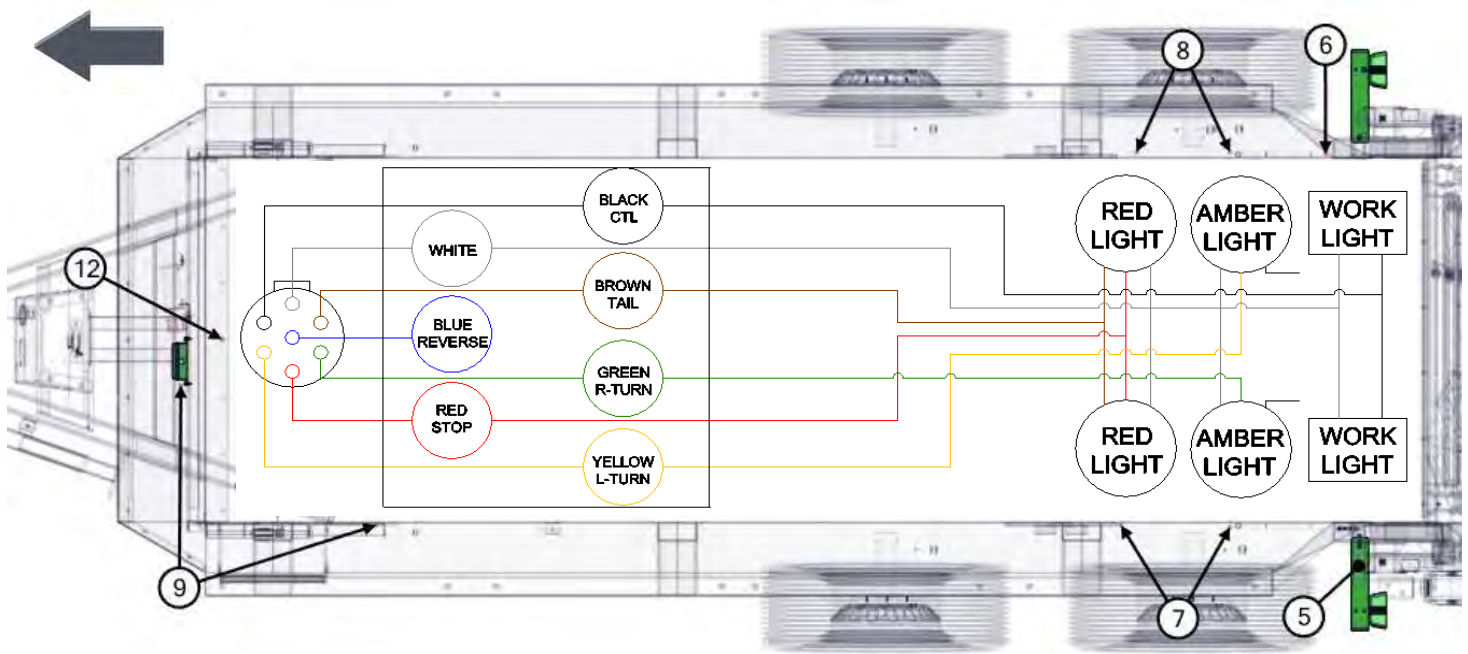 8
6
BLACK
CTL
RED
LIGHT
AMBER
LIGHT
WORK
LIGHT
WHITE
12
BROWN
TAIL
BLUE
REVERSE
GREEN
R-TURN
RED
STOP
RED
LIGHT
AMBER
LIGHT
WORK
LIGHT
YELLOW
L-TURN
9
7
5